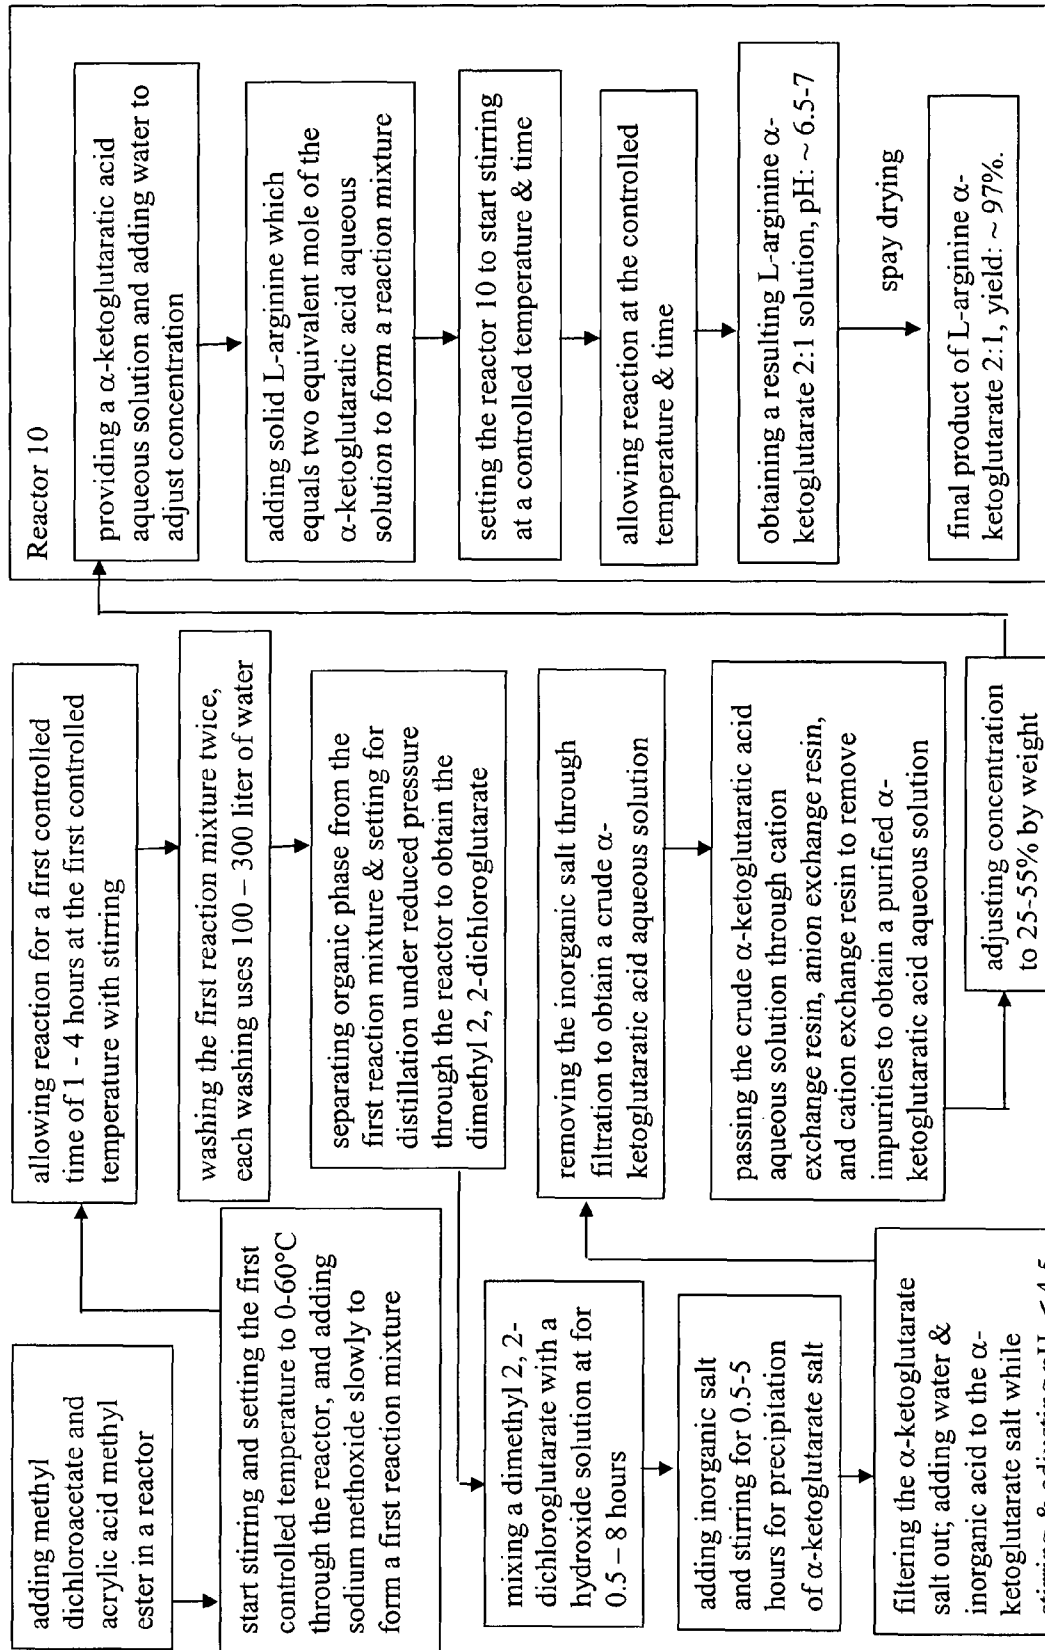 adding methyl
dichloroacetate and
acrylic acid methyl
ester in a reactor
start stirring and setting the first
controlled temperature to 0-60°C
through the reactor, and adding
sodium methoxide slowly to
form a first reaction mixture
allowing reaction for a first controlled
time of 1 - 4 hours at the first controlled
temperature with stirring
washing the first reaction mixture twice,
each washing uses 100 – 300 liter of water
separating organic phase from the
first reaction mixture & setting for
distillation under reduced pressure
through the reactor to obtain the
dimethyl 2, 2-dichloroglutarate
mixing a dimethyl 2, 2-
dichloroglutarate with a
hydroxide solution at for
0.5 – 8 hours
adding inorganic salt
and stirring for 0.5-5
hours for precipitation
of α-ketoglutarate salt
filtering the α-ketoglutarate
salt out; adding water &
inorganic acid to the α-
ketoglutarate salt while
stirring & adjusting pH
removing the inorganic salt through
filtration to obtain a crude α-
ketoglutaratic acid aqueous solution
passing the crude α-ketoglutaratic acid
aqueous solution through cation
exchange resin, anion exchange resin,
and cation exchange resin to remove
impurities to obtain a purified α-
ketoglutaratic acid aqueous solution
adjusting concentration
to 25-55% by weight
Reactor 10
providing a α-ketoglutaratic acid
aqueous solution and adding water to
adjust concentration
adding solid L-arginine which
equals two equivalent mole of the
α-ketoglutaratic acid aqueous
solution to form a reaction mixture
setting the reactor 10 to start stirring
at a controlled temperature & time
allowing reaction at the controlled
temperature & time
obtaining a resulting L-arginine α-
ketoglutarate 2:1 solution, pH: ~ 6.5-7
spay drying
final product of L-arginine α-
ketoglutarate 2:1, yield: ~ 97%.